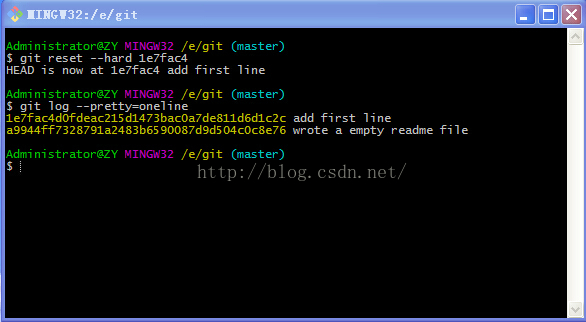 MINGW32:/e/git
Administrator@ZY MINGW32 /e/git (master)
$ git reset --hard 1e7fac4
HEAD is now at 1e7fac4 add first line
Administrator@ZY MINGW32 /e/git (master)
$ git log --pretty=oneline
1e7fac4d0fdeac215d1473bac0a7de811d6d1c2c add first line
a9944ff7328791a2483b6590087d9d504c0c8e76 wrote a empty readme file
Administrator@ZY MINGW32 /e/git (master)
$
http://blog.csdn.net/